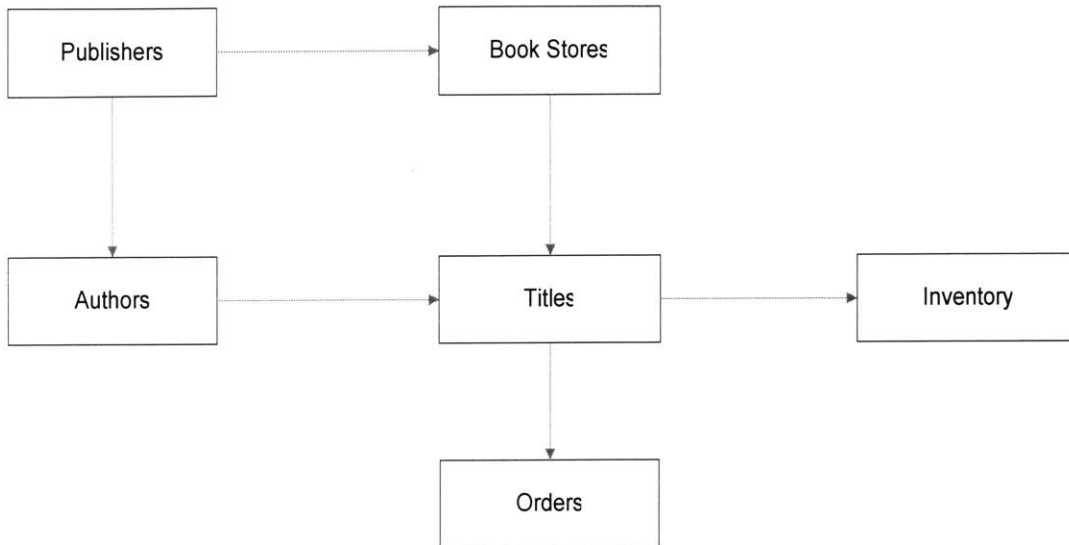 Publishers
Book Stores
Authors
Titles
Inventory
Orders